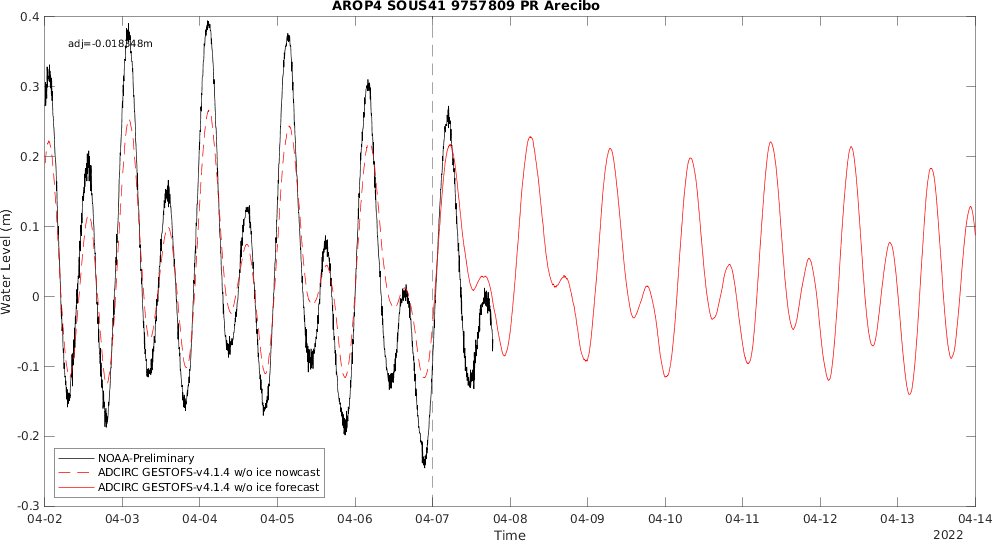 AROP4 SOUS41 9757809 PR Arecibo
adj=-0.018348m
Water Level (m)
0.4
0.3
0.2
0.1
0
-0.1
-0.2
-0.3
NOAA-Preliminary
ADCIRC GESTOFS-v4.1.4 w/o ice nowcast
ADCIRC GESTOFS-v4.1.4 w/o ice forecast
04-02 04-03 04-04 04-05 04-06 04-07 04-08 04-09 04-10 04-11 04-12 04-13 04-14
Time
2022